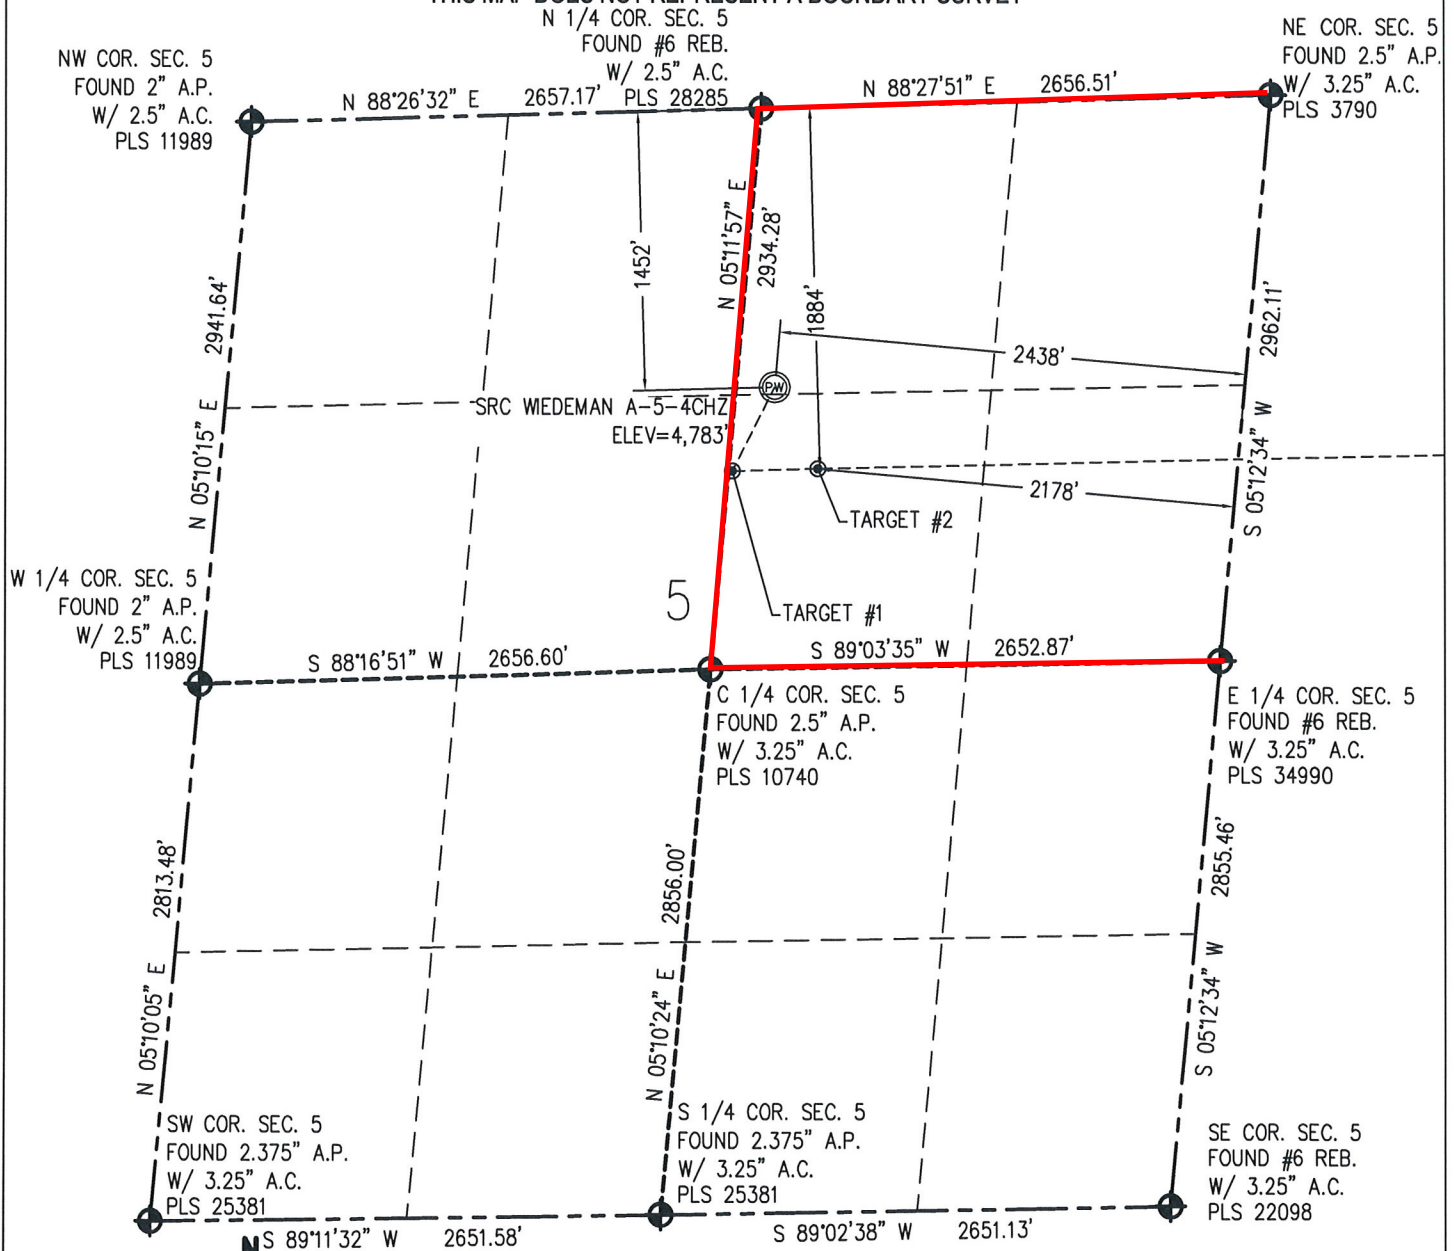 N 1/4 COR. SEC. 5
FOUND #6 REB.
W/ 2.5" A.C.
PLS 28285
NE COR. SEC. 5
FOUND 2.5" A.P.
W/ 3.25" A.C.
PLS 3790
NW COR. SEC. 5
FOUND 2" A.P.
W/ 2.5" A.C.
PLS 11989
N 88°26'32" E 2657.17'
N 88°27'51" E 2656.51'
N 05°11'57" E
2934.28'
1452'
1884'
2941.64'
N 05°10'15" E
2962.11'
S 05°12'34" W
2438'
PW
SRC WIEDEMAN A-5-4CHZ
ELEV=4,783'
2178'
TARGET #2
TARGET #1
5
W 1/4 COR. SEC. 5
FOUND 2" A.P.
W/ 2.5" A.C.
PLS 11989
S 88°16'51" W 2656.60'
S 89°03'35" W 2652.87'
C 1/4 COR. SEC. 5
FOUND 2.5" A.P.
W/ 3.25" A.C.
PLS 10740
E 1/4 COR. SEC. 5
FOUND #6 REB.
W/ 3.25" A.C.
PLS 34990
2813.48'
N 05°10'05" E
2856.00'
N 05°10'24" E
2855.46'
S 05°12'34" W
SW COR. SEC. 5
FOUND 2.375" A.P.
W/ 3.25" A.C.
PLS 25381
S 1/4 COR. SEC. 5
FOUND 2.375" A.P.
W/ 3.25" A.C.
PLS 25381
SE COR. SEC. 5
FOUND #6 REB.
W/ 3.25" A.C.
PLS 22098
N
S 89°11'32" W 2651.58'
S 89°02'38" W 2651.13'